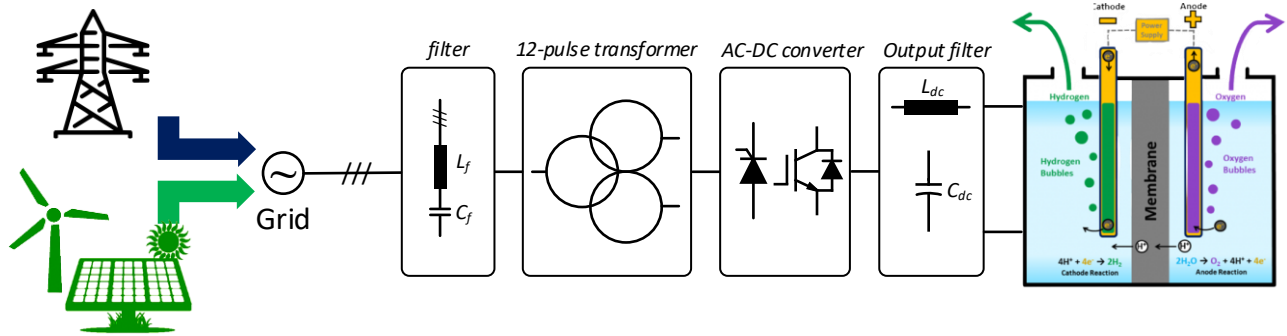 filter
12-pulse transformer
AC-DC converter
Output filter
Cathode
Anode
Power
Supply
~
Grid
L_f
C_f
L_dc
C_dc
Hydrogen
Oxygen
Hydrogen
Bubbles
Membrane
Oxygen
Bubbles
H⁺
H⁺
4H⁺ + 4e⁻ → 2H₂
Cathode Reaction
2H₂O → O₂ + 4H⁺ + 4e⁻
Anode Reaction